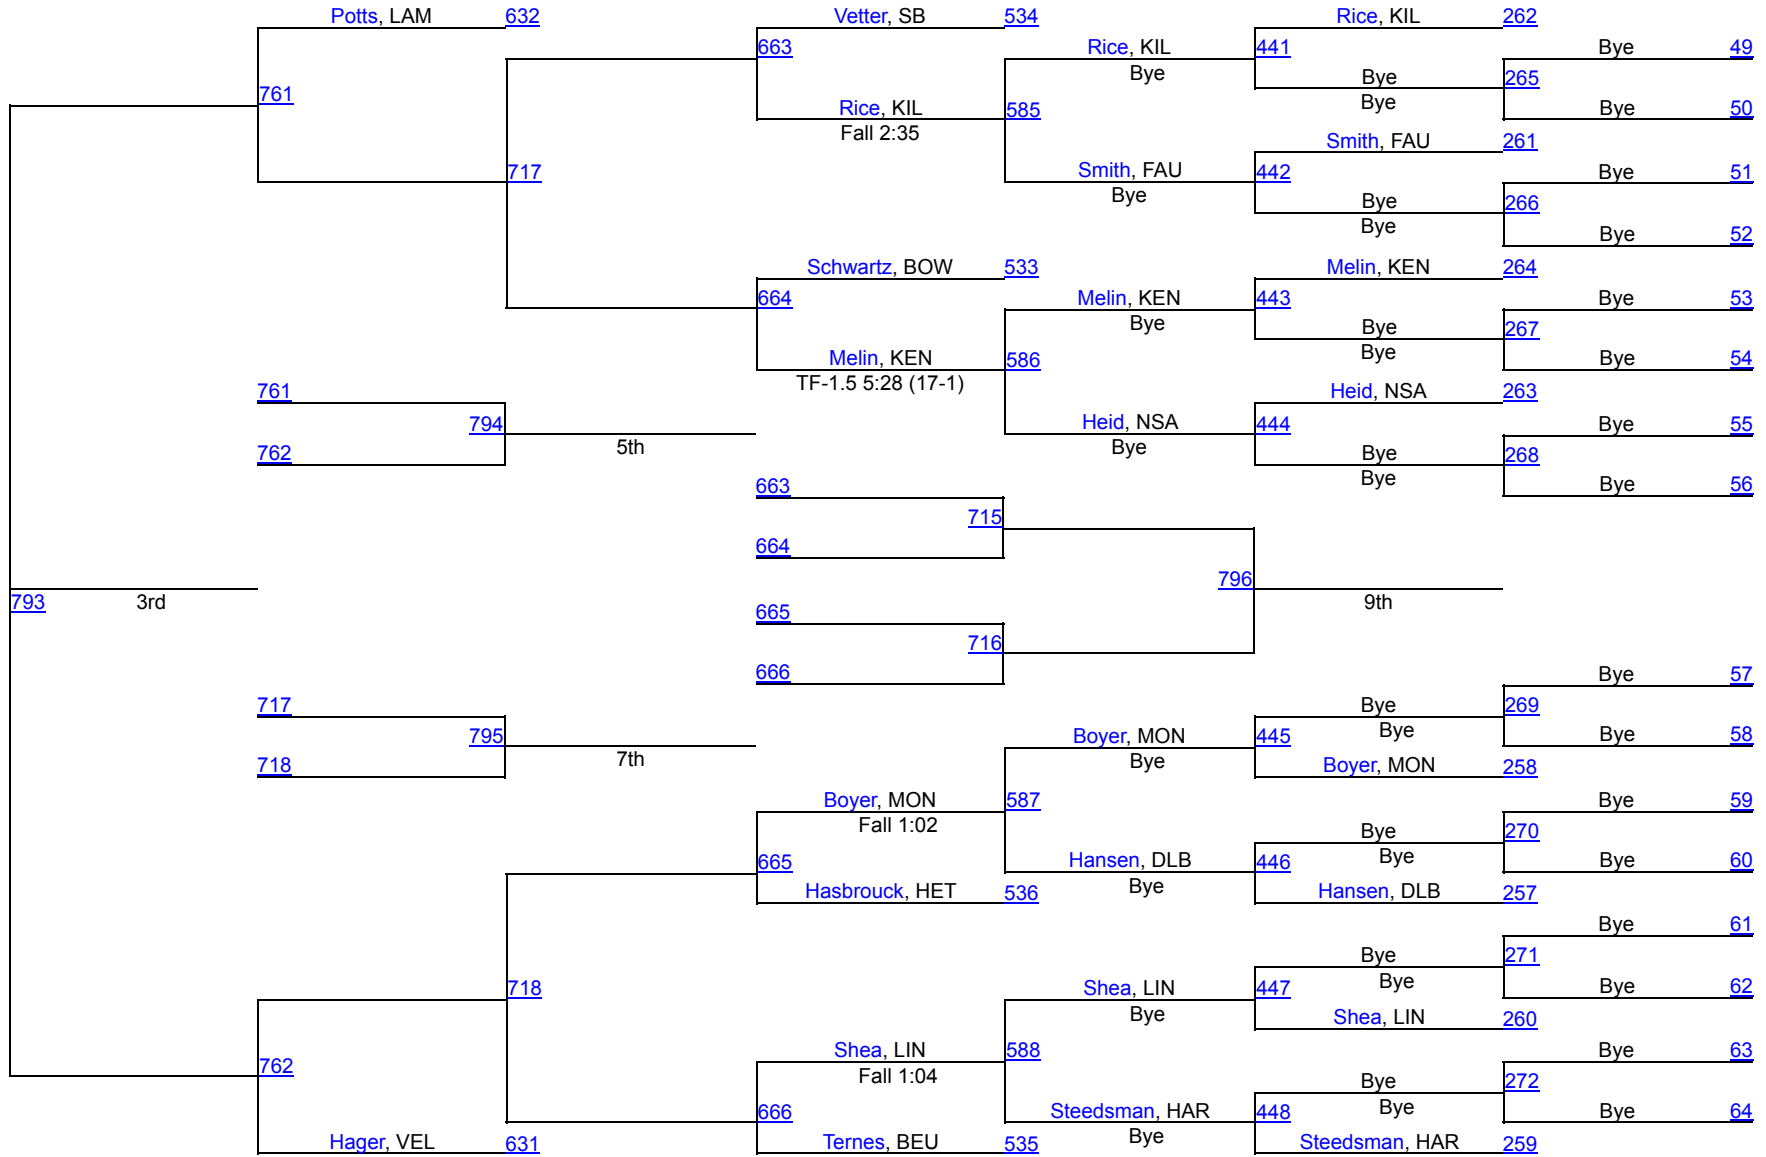 Potts, LAM 632 Vetter, SB 534 Rice, KIL 262
663 Rice, KIL 441 Bye 49
Bye Bye 265
761 Bye
Rice, KIL 585 50
Fall 2:35
Smith, FAU 261
717 Smith, FAU 442 Bye 51
Bye Bye 266
Bye Bye 52
Schwartz, BOW 533 Melin, KEN 264
664 Melin, KEN 443 Bye 53
Bye Bye 267
Melin, KEN 586 Bye Bye 54
TF-1.5 5:28 (17-1)
761 Heid, NSA 263
794 Heid, NSA 444 Bye 55
762 5th Bye Bye 268
663 Bye Bye 56
715
664
796
793 3rd 9th
665
716
666
Bye 57
717 Bye 269
795 Boyer, MON 445 Bye Bye 58
718 7th Bye Boyer, MON 258
Boyer, MON 587 Bye 59
Fall 1:02 Bye 270
665 Hansen, DLB 446 Bye Bye 60
Hasbrouck, HET 536 Bye Hansen, DLB 257
Bye 61
Bye 271
718 Shea, LIN 447 Bye Bye 62
Bye Shea, LIN 260
762 Shea, LIN 588 Bye 63
Fall 1:04 Bye 272
666 Steedsman, HAR 448 Bye Bye 64
Hager, VEL 631 Ternes, BEU 535 Bye Steedsman, HAR 259